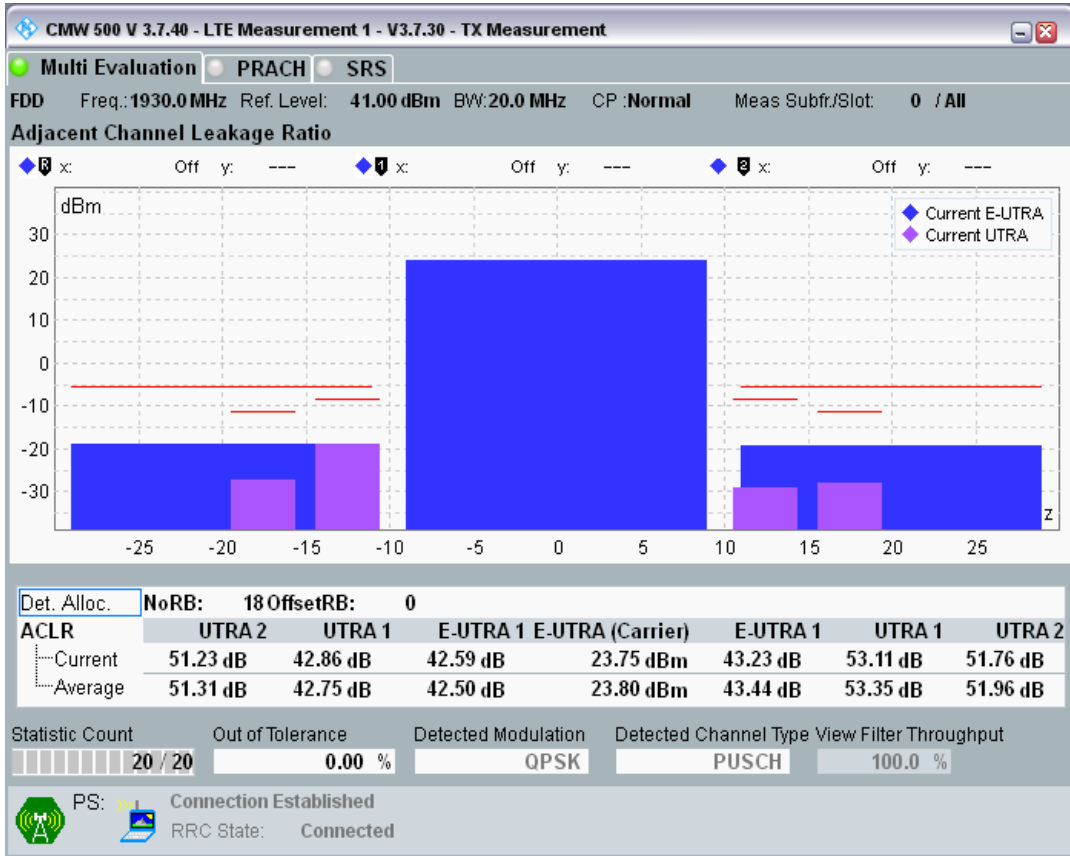 CMW 500 V 3.7.40 - LTE Measurement 1 - V3.7.30 - TX Measurement
Multi Evaluation PRACH SRS
FDD Freq.: 1930.0 MHz Ref. Level: 41.00 dBm BW: 20.0 MHz CP : Normal Meas Subfr./Slot: 0 / All
Adjacent Channel Leakage Ratio
R x: Off y: --- 1 x: Off y: --- 2 x: Off y: ---
dBm
Current E-UTRA
Current UTRA
30
20
10
0
-10
-20
-30
z
-25 -20 -15 -10 -5 0 5 10 15 20 25
Det. Alloc. NoRB: 18 OffsetRB: 0
ACLR UTRA 2 UTRA 1 E-UTRA 1 E-UTRA (Carrier) E-UTRA 1 UTRA 1 UTRA 2
Current 51.23 dB 42.86 dB 42.59 dB 23.75 dBm 43.23 dB 53.11 dB 51.76 dB
Average 51.31 dB 42.75 dB 42.50 dB 23.80 dBm 43.44 dB 53.35 dB 51.96 dB
Statistic Count Out of Tolerance Detected Modulation Detected Channel Type View Filter Throughput
20 / 20 0.00 % QPSK PUSCH 100.0 %
PS: Connection Established
RRC State: Connected